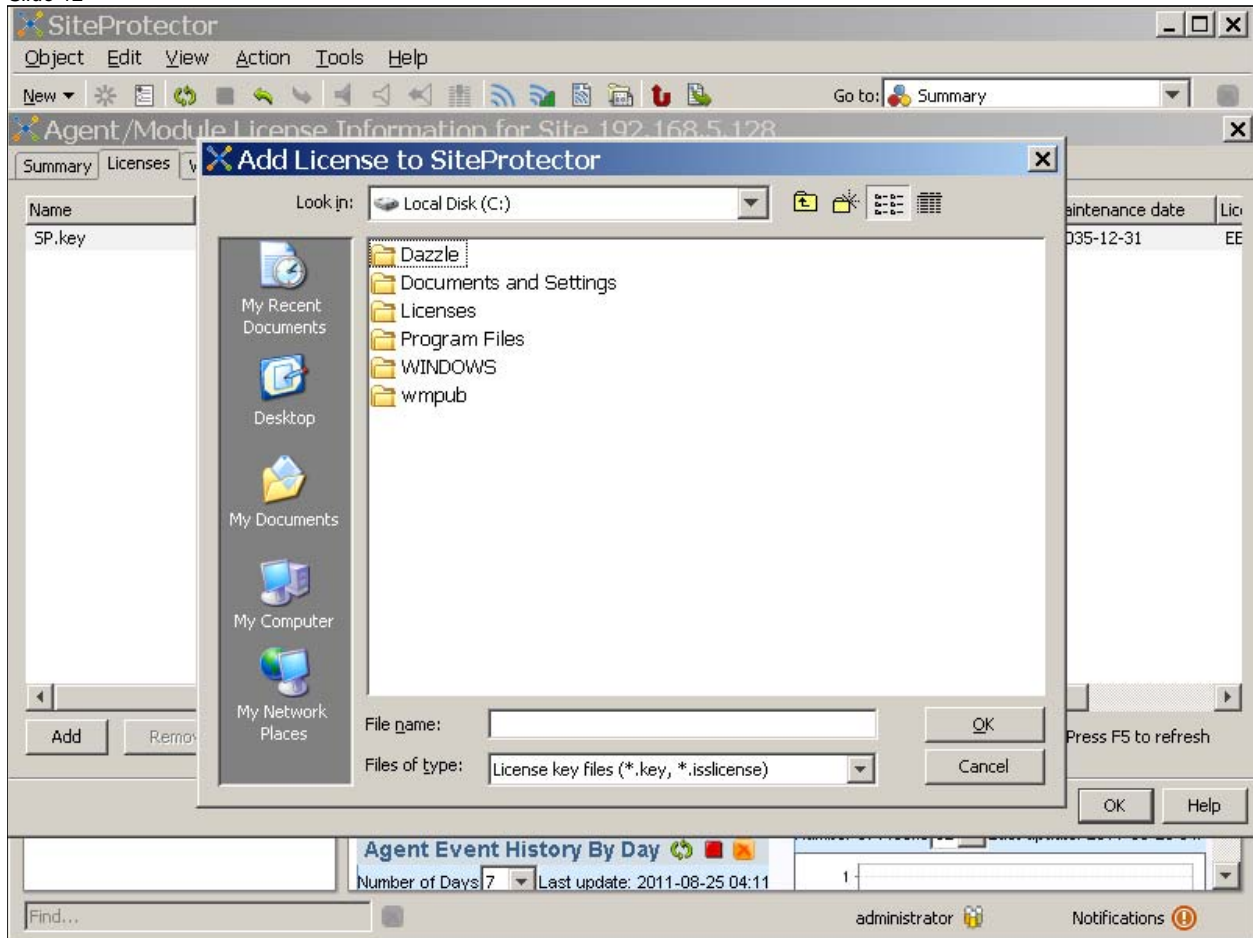 SiteProtector
Object Edit View Action Tools Help
New Go to: Summary
Agent/Module License Information for Site 192.168.5.128
Summary Licenses
Add License to SiteProtector
Look in: Local Disk (C:)
Name
SP.key
aintenance date Lic
035-12-31 EE
My Recent Documents
Desktop
My Documents
My Computer
My Network Places
Dazzle
Documents and Settings
Licenses
Program Files
WINDOWS
wmpub
File name:
Files of type: License key files (*.key, *.isslicense)
OK
Cancel
Add Remov
Press F5 to refresh
OK Help
Agent Event History By Day
Number of Days 7 Last update: 2011-08-25 04:11
1
Find...
administrator Notifications